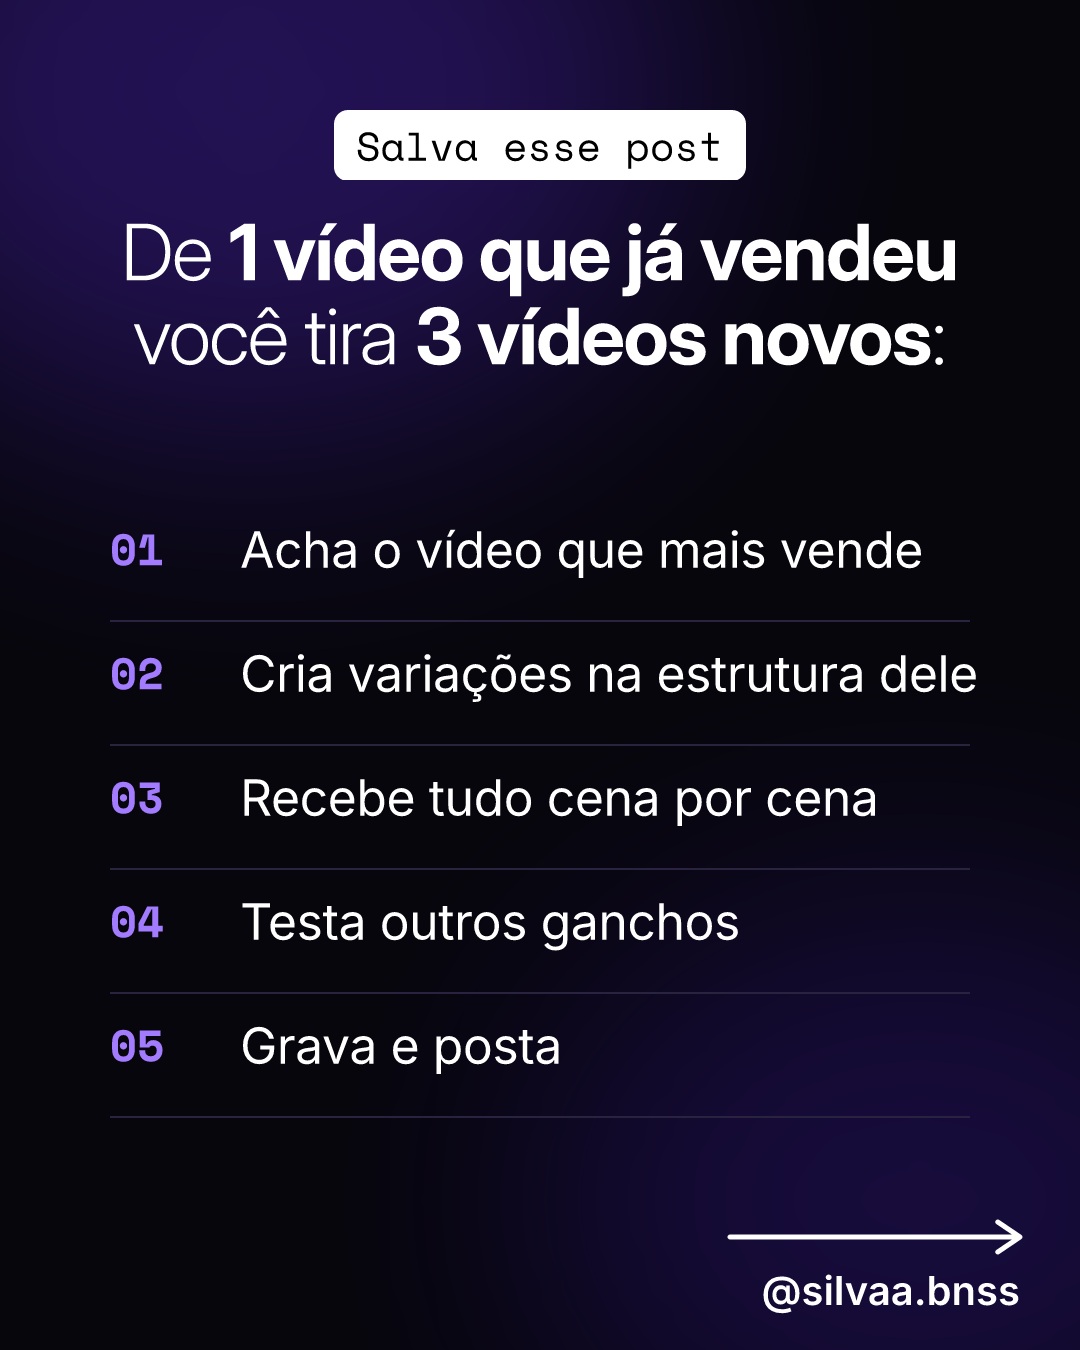 Salva esse post
De 1 vídeo que já vendeu
você tira 3 vídeos novos:
01 Acha o vídeo que mais vende
02 Cria variações na estrutura dele
03 Recebe tudo cena por cena
04 Testa outros ganchos
05 Grava e posta
@silvaa.bnss